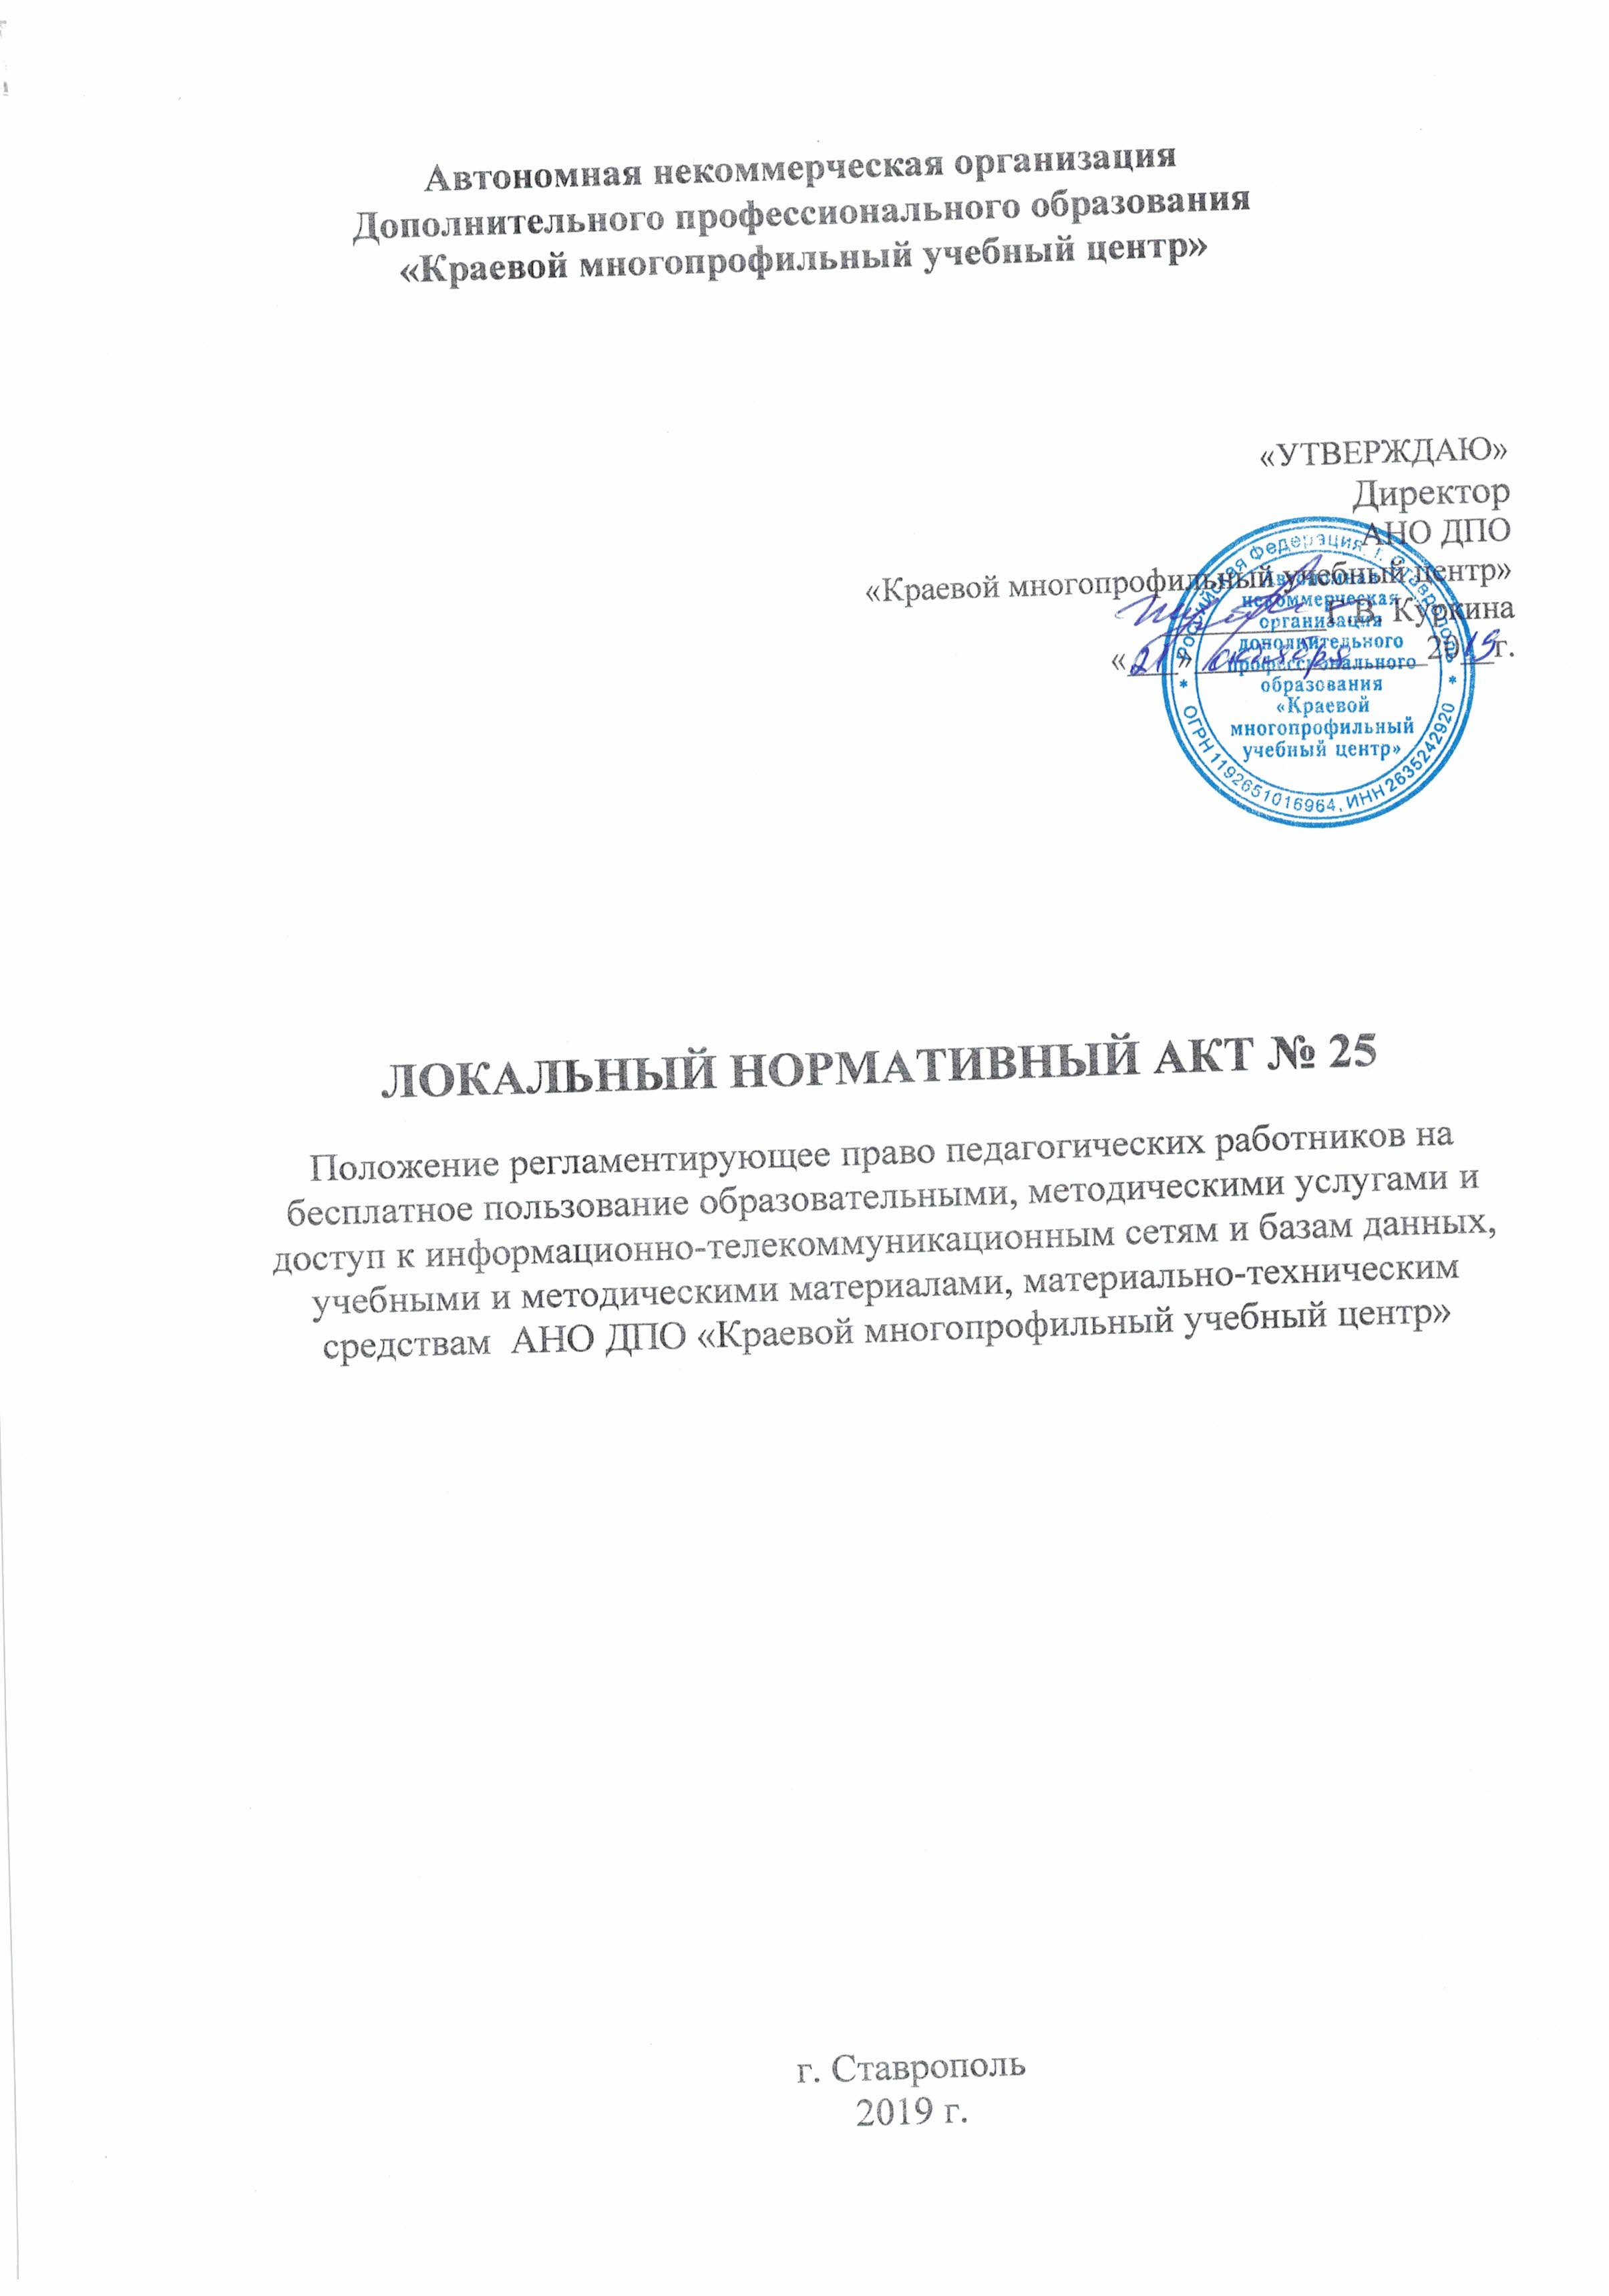 Автономная некоммерческая организация
Дополнительного профессионального образования
«Краевой многопрофильный учебный центр»
«УТВЕРЖДАЮ»
Директор
АНО ДПО
«Краевой многопрофильный учебный центр»
Г.В. Куркина
«21» октября 2019 г.
Российская Федерация, г. Ставрополь
Автономная
некоммерческая
организация
дополнительного
профессионального
образования
«Краевой
многопрофильный
учебный центр»
* ОГРН 1192651016964, ИНН 2635242920 *
ЛОКАЛЬНЫЙ НОРМАТИВНЫЙ АКТ № 25
Положение регламентирующее право педагогических работников на
бесплатное пользование образовательными, методическими услугами и
доступ к информационно-телекоммуникационным сетям и базам данных,
учебными и методическими материалами, материально-техническим
средствам АНО ДПО «Краевой многопрофильный учебный центр»
г. Ставрополь
2019 г.